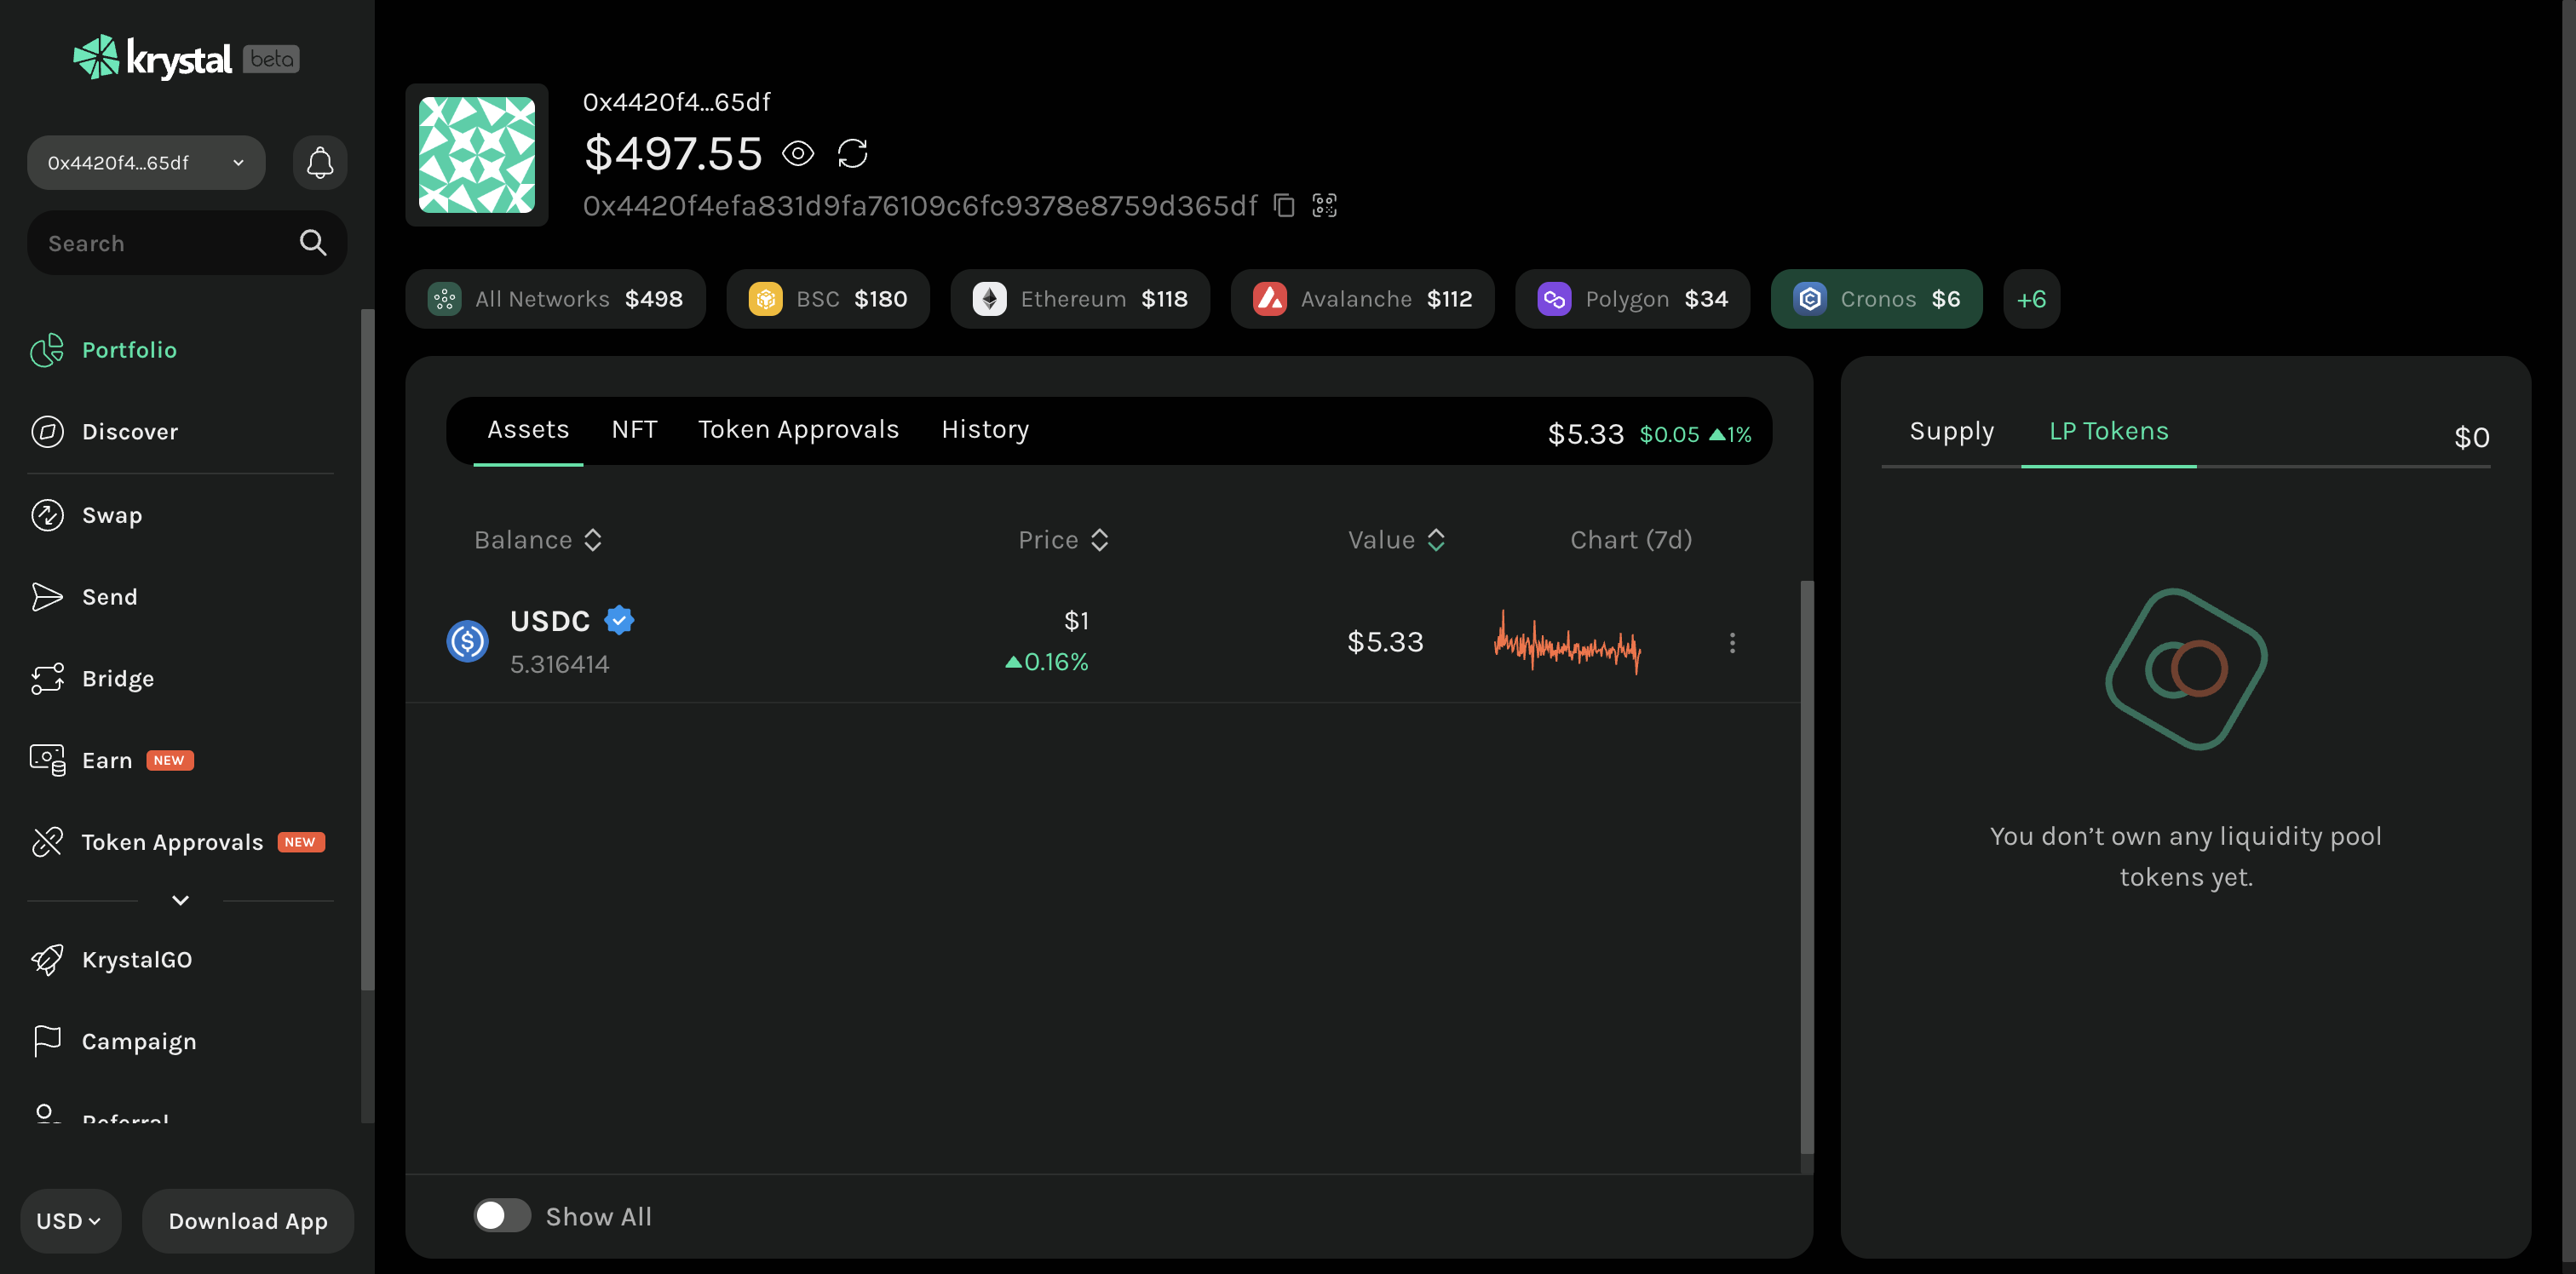 krystal beta
0x4420f4...65df
Search
Portfolio
Discover
Swap
Send
Bridge
Earn NEW
Token Approvals NEW
KrystalGO
Campaign
Referral
USD
Download App
0x4420f4...65df
$497.55
0x4420f4efa831d9fa76109c6fc9378e8759d365df
All Networks $498
BSC $180
Ethereum $118
Avalanche $112
Polygon $34
Cronos $6
+6
Assets NFT Token Approvals History $5.33 $0.05 ▲1%
Balance Price Value Chart (7d)
USDC $1
5.316414 ▲0.16% $5.33
Show All
Supply LP Tokens $0
You don’t own any liquidity pool
tokens yet.